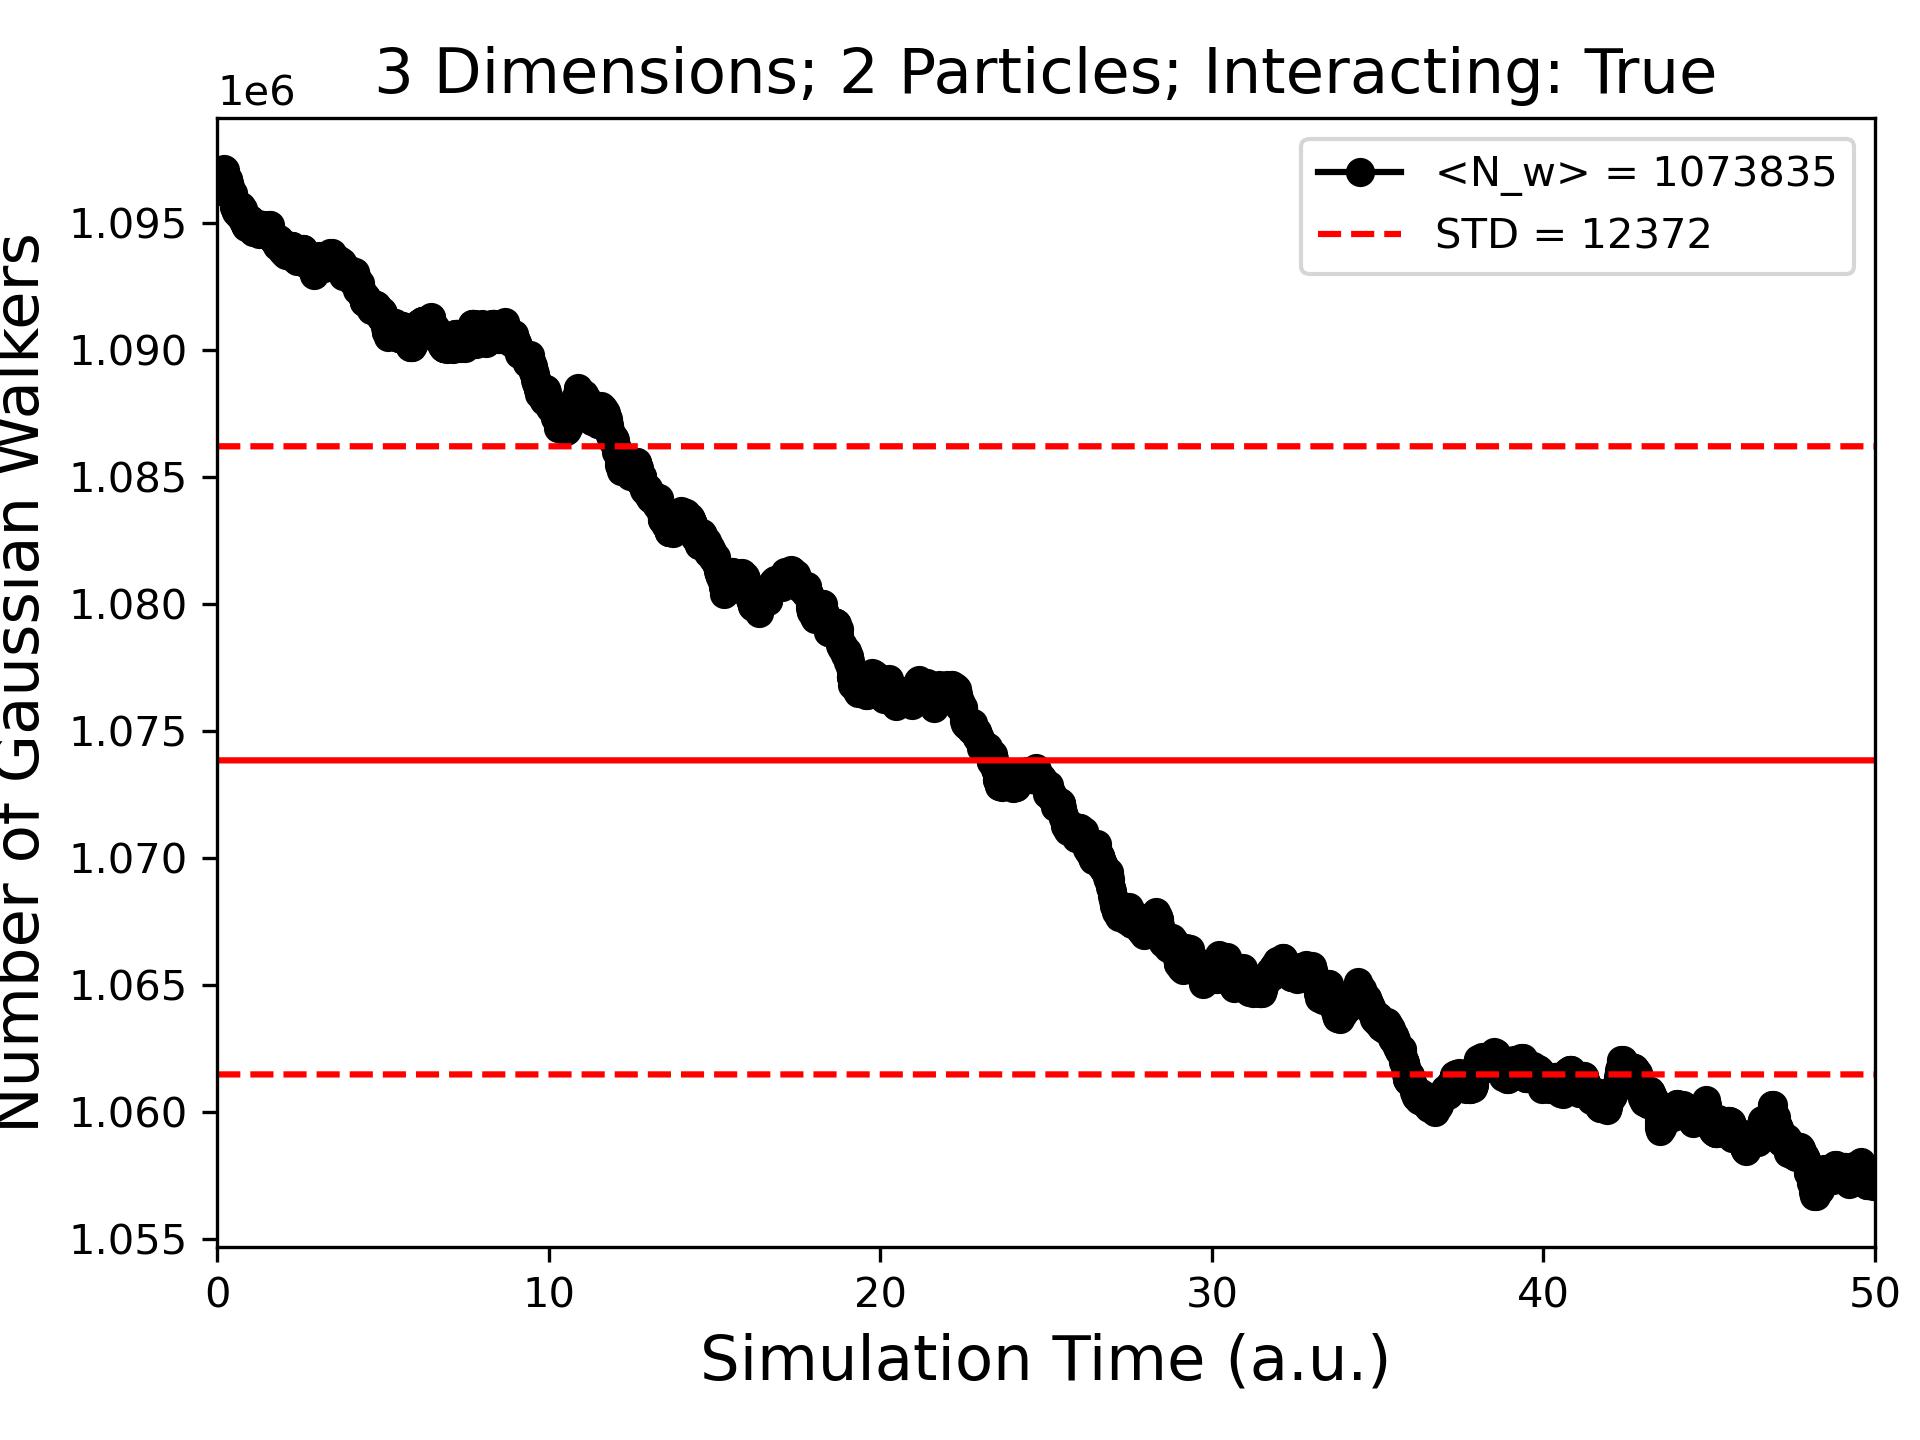 3 Dimensions; 2 Particles; Interacting: True
1e6
<N_w> = 1073835
STD = 12372
Number of Gaussian Walkers
1.095
1.090
1.085
1.080
1.075
1.070
1.065
1.060
1.055
0 10 20 30 40 50
Simulation Time (a.u.)